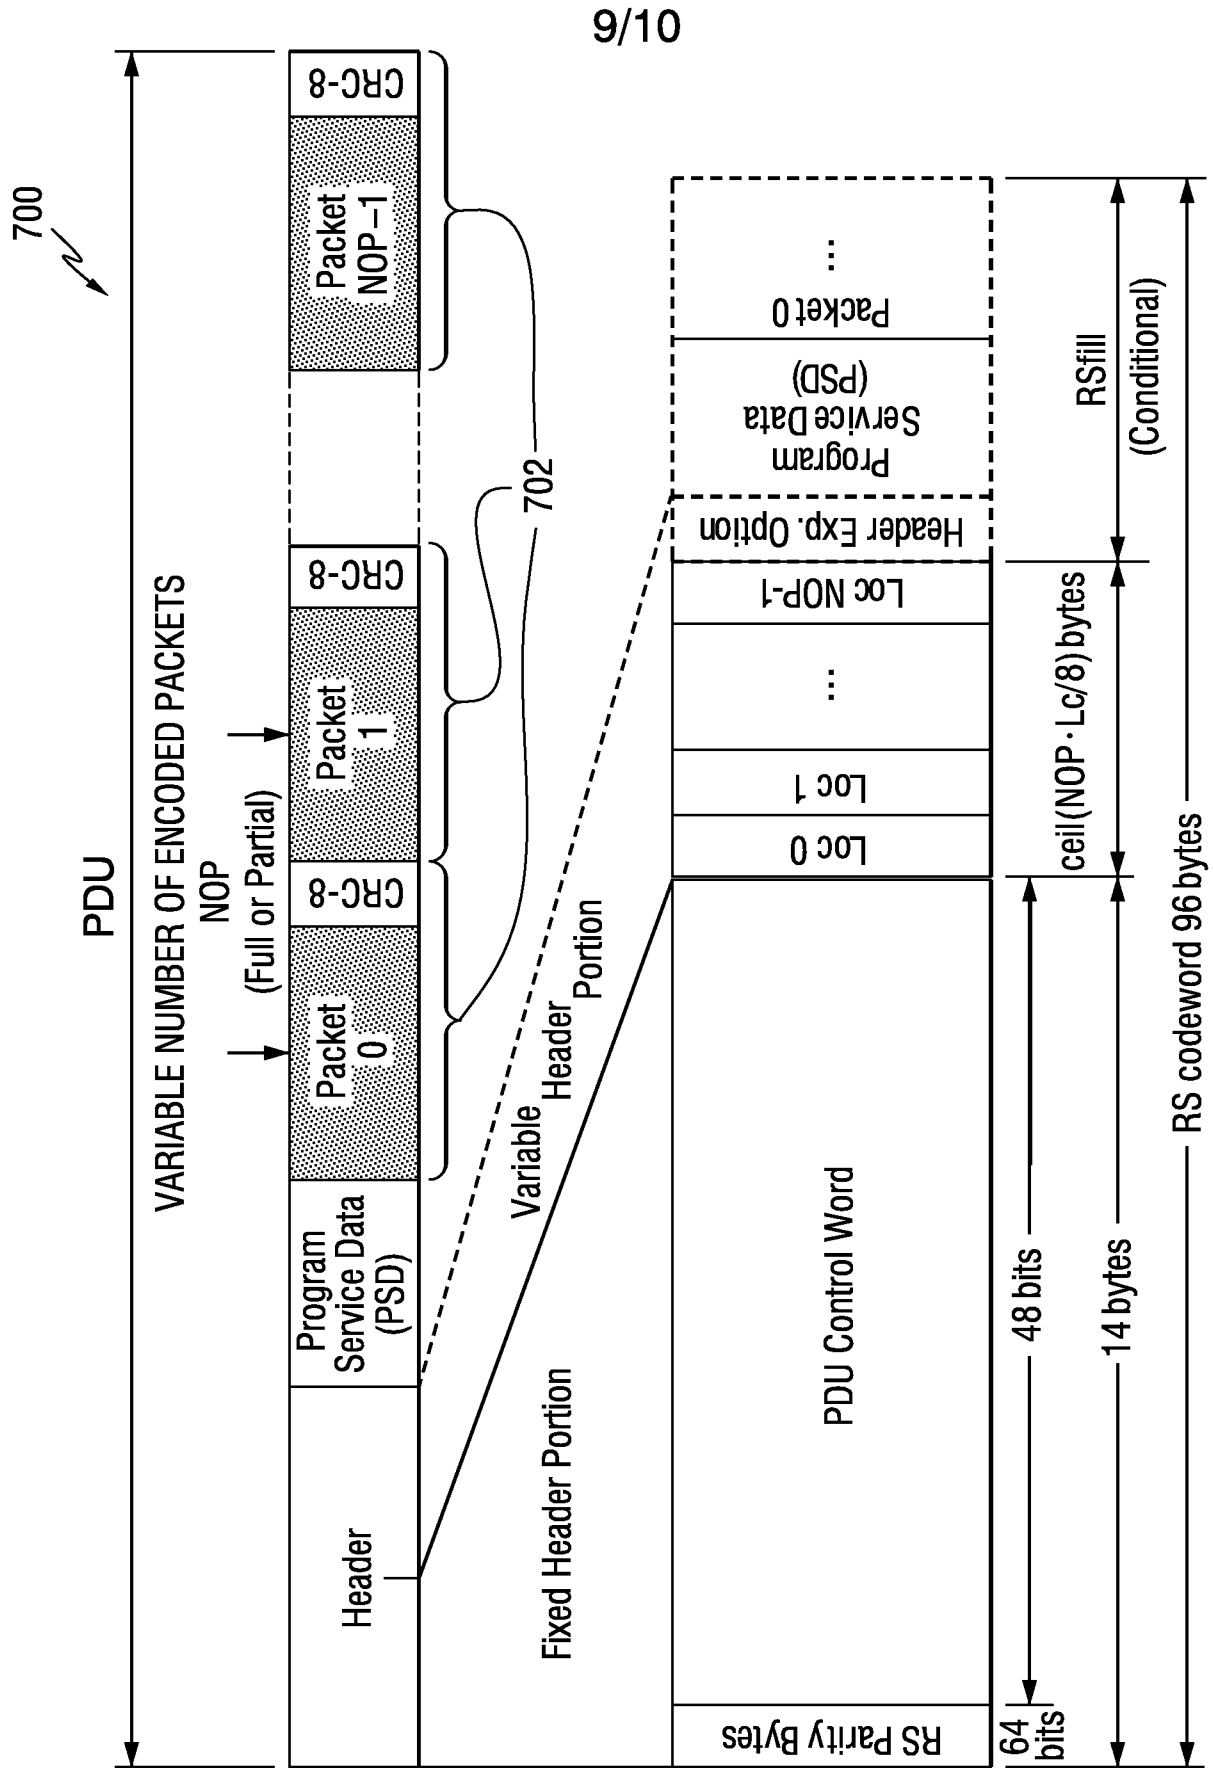 9/10
700
PDU
VARIABLE NUMBER OF ENCODED PACKETS
NOP
(Full or Partial)
Header
Program
Service Data
(PSD)
Packet
0
CRC-8
Packet
1
CRC-8
Packet
NOP–1
CRC-8
702
Fixed Header Portion
Variable
Header
Portion
RS Parity Bytes
PDU Control Word
Loc 0
Loc 1
...
Loc NOP-1
Header Exp. Option
Program
Service Data
(PSD)
Packet 0
...
64
bits
48 bits
14 bytes
ceil(NOP·Lc/8) bytes
RSfill
(Conditional)
RS codeword 96 bytes